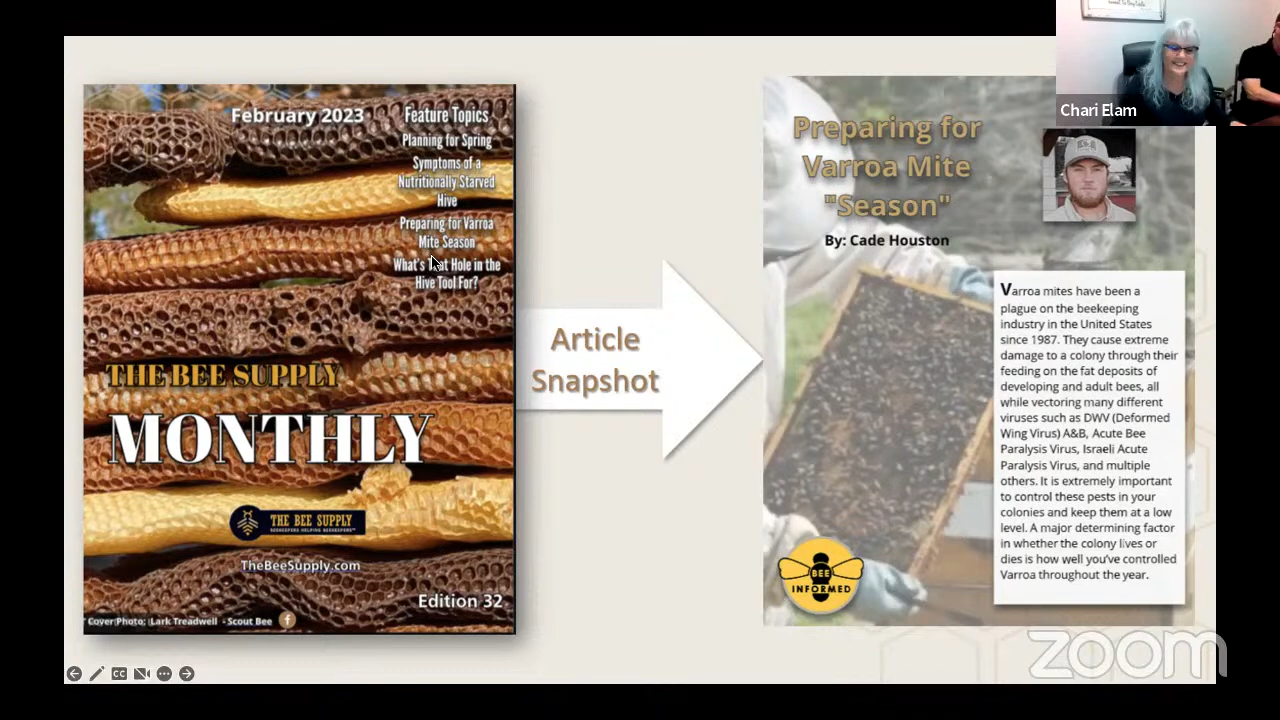 February 2023
Feature Topics
Planning for Spring
Symptoms of a
Nutritionally Starved
Hive
Preparing for Varroa
Mite Season
What's That Hole in the
Hive Tool For?
THE BEE SUPPLY
MONTHLY
THE BEE SUPPLY
BEEKEEPERS HELPING BEEKEEPERS
TheBeeSupply.com
Edition 32
Cover Photo: Lark Treadwell - Scout Bee
f
Article
Snapshot
Preparing for
Varroa Mite
"Season"
By: Cade Houston
Varroa mites have been a
plague on the beekeeping
industry in the United States
since 1987. They cause extreme
damage to a colony through their
feeding on the fat deposits of
developing and adult bees, all
while vectoring many different
viruses such as DWV (Deformed
Wing Virus) A&B, Acute Bee
Paralysis Virus, Israeli Acute
Paralysis Virus, and multiple
others. It is extremely important
to control these pests in your
colonies and keep them at a low
level. A major determining factor
in whether the colony lives or
dies is how well you've controlled
Varroa throughout the year.
BEE
INFORMED
Chari Elam
zoom
CC